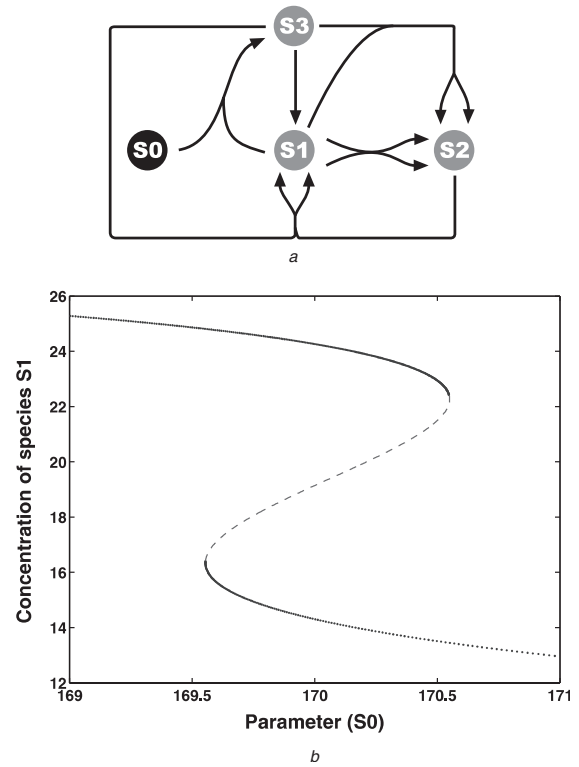 S3
S0
S1
S2
a
26
24
22
20
18
16
14
12
Concentration of species S1
169
169.5
170
170.5
171
Parameter (S0)
b